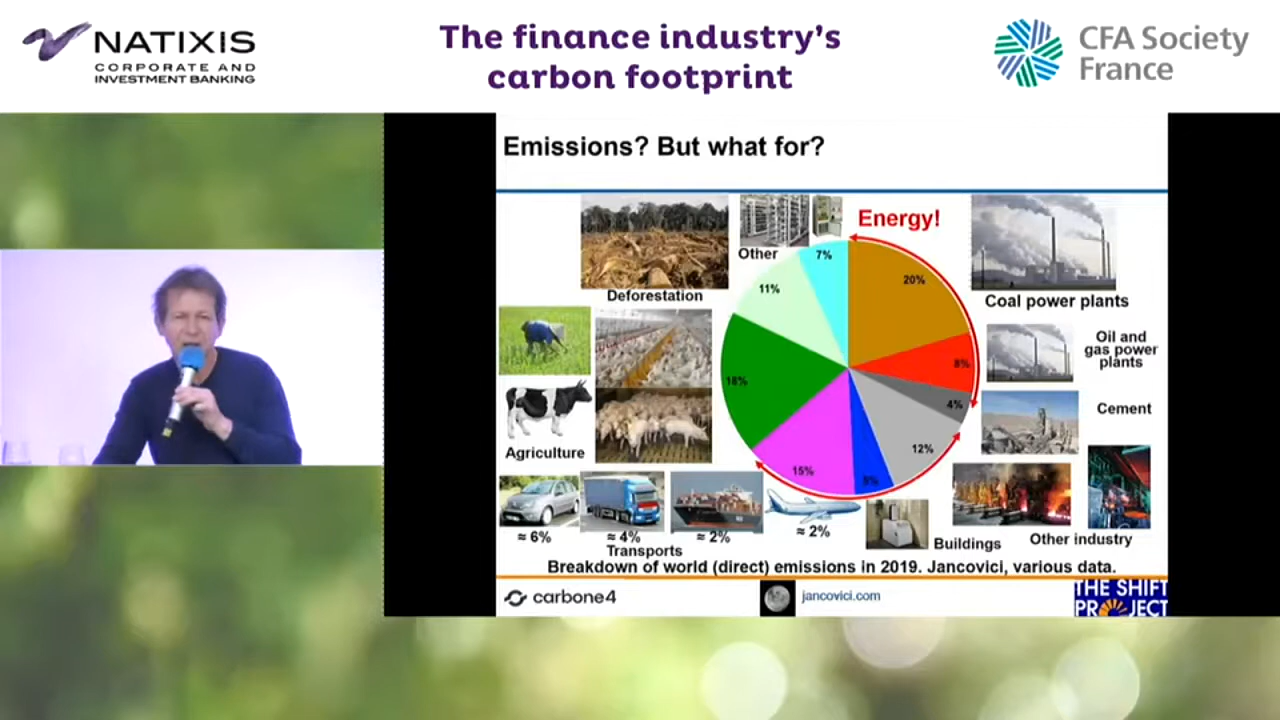 NATIXIS
CORPORATE AND
INVESTMENT BANKING
The finance industry's
carbon footprint
CFA Society
France
Emissions? But what for?
Energy!
Deforestation
Other
7%
20%
11%
Coal power plants
Oil and
gas power
plants
8%
18%
4%
Cement
Agriculture
12%
15%
5%
≈ 6%
≈ 4%
≈ 2%
≈ 2%
Transports
Buildings
Other industry
Breakdown of world (direct) emissions in 2019. Jancovici, various data.
carbone4
jancovici.com
THE SHIFT
PROJECT